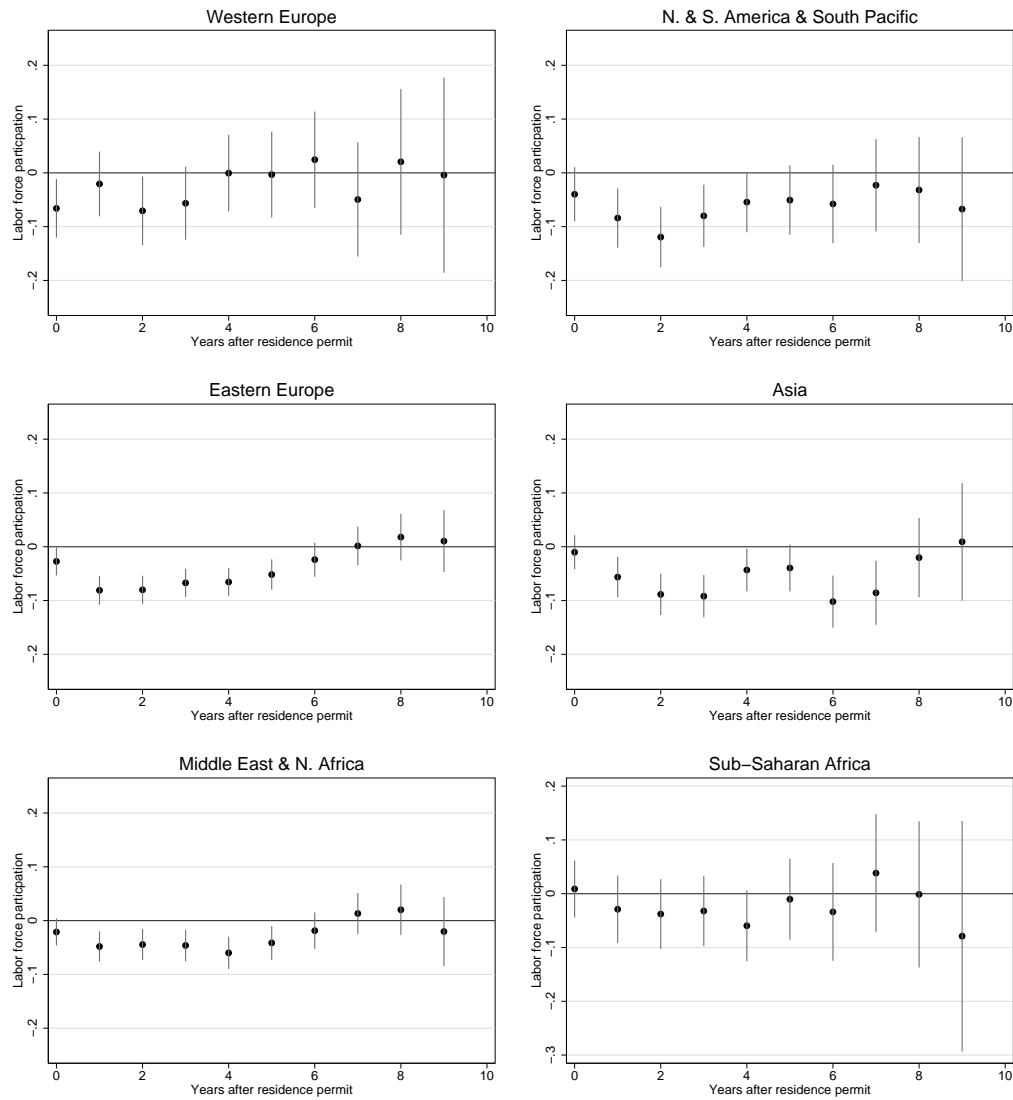 Western Europe
Labor force particpation
.2
.1
0
−.1
−.2
0 2 4 6 8 10
Years after residence permit
N. & S. America & South Pacific
Labor force particpation
.2
.1
0
−.1
−.2
0 2 4 6 8 10
Years after residence permit
Eastern Europe
Labor force particpation
.2
.1
0
−.1
−.2
0 2 4 6 8 10
Years after residence permit
Asia
Labor force particpation
.2
.1
0
−.1
−.2
0 2 4 6 8 10
Years after residence permit
Middle East & N. Africa
Labor force particpation
.2
.1
0
−.1
−.2
0 2 4 6 8 10
Years after residence permit
Sub−Saharan Africa
Labor force particpation
.2
.1
0
−.1
−.2
−.3
0 2 4 6 8 10
Years after residence permit